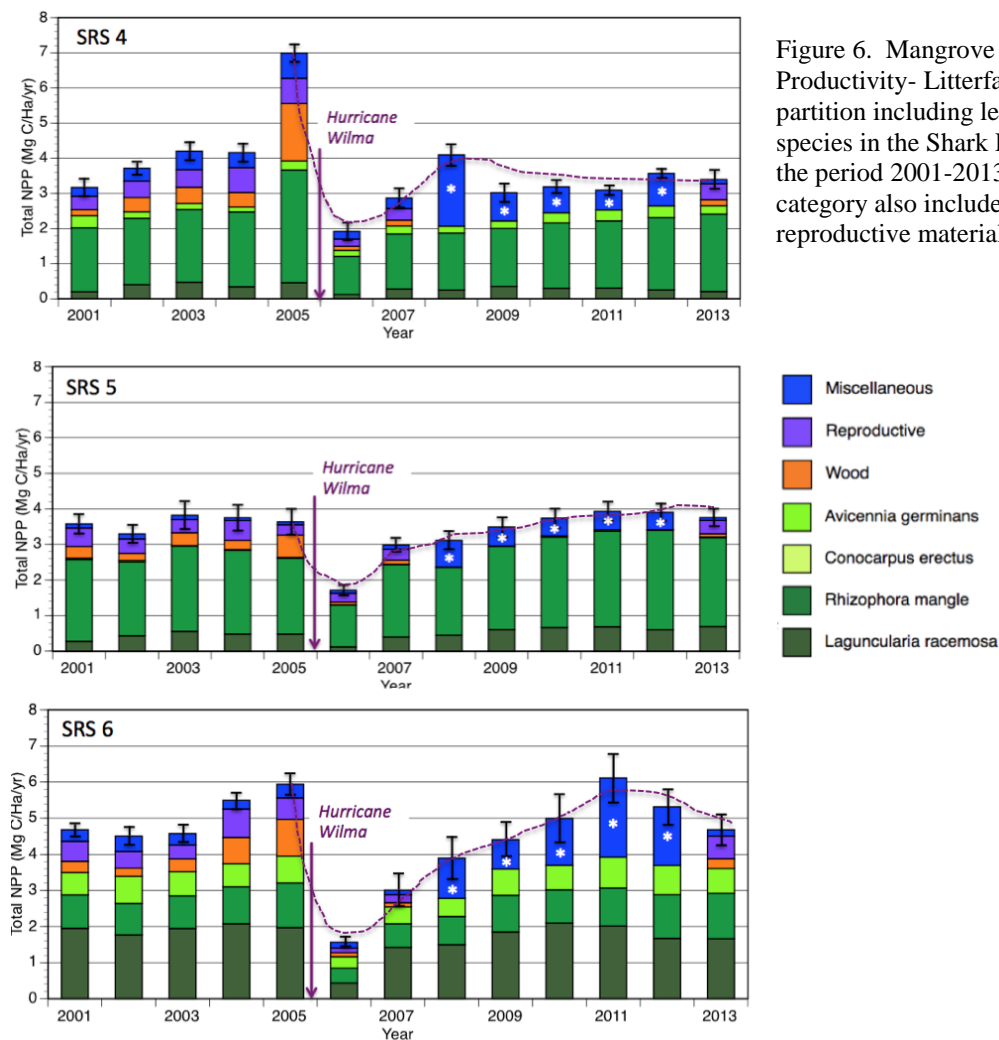 SRS 4
Total NPP (Mg C/Ha/yr)
8
7
6
5
4
3
2
1
0
Hurricane
Wilma
*
*
*
*
*
2001
2003
2005
2007
2009
2011
2013
Year
Figure 6. Mangrove
Productivity- Litterfa
partition including le
species in the Shark
the period 2001-2013
category also include
reproductive material
SRS 5
Total NPP (Mg C/Ha/yr)
8
7
6
5
4
3
2
1
0
Hurricane
Wilma
*
*
*
*
*
2001
2003
2005
2007
2009
2011
2013
Year
Miscellaneous
Reproductive
Wood
Avicennia germinans
Conocarpus erectus
Rhizophora mangle
Laguncularia racemosa
SRS 6
Total NPP (Mg C/Ha/yr)
8
7
6
5
4
3
2
1
0
Hurricane
Wilma
*
*
*
*
*
2001
2003
2005
2007
2009
2011
2013
Year